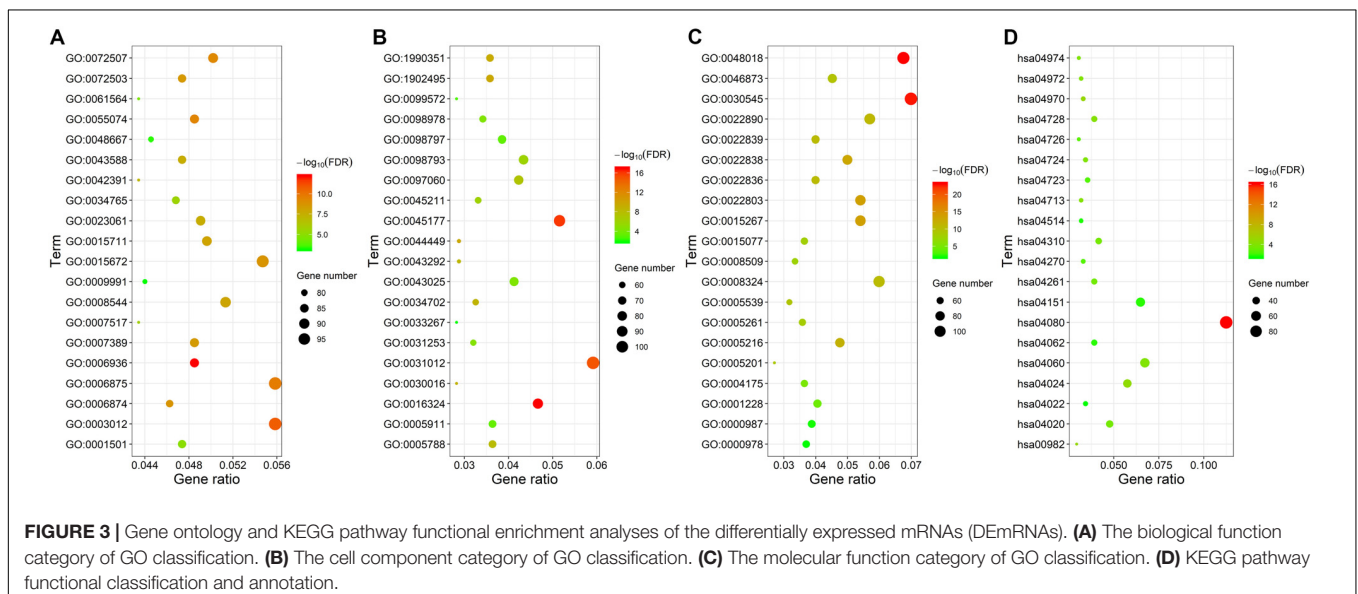 A
GO:0072507
GO:0072503
GO:0061564
GO:0055074
GO:0048667
GO:0043588
GO:0042391
GO:0034765
GO:0023061
GO:0015711
GO:0015672
GO:0009991
GO:0008544
GO:0007517
GO:0007389
GO:0006936
GO:0006875
GO:0006874
GO:0003012
GO:0001501
Term
0.044 0.048 0.052 0.056
Gene ratio
−log10(FDR)
10.0
7.5
5.0
Gene number
80
85
90
95
B
GO:1990351
GO:1902495
GO:0099572
GO:0098978
GO:0098797
GO:0098793
GO:0097060
GO:0045211
GO:0045177
GO:0044449
GO:0043292
GO:0043025
GO:0034702
GO:0033267
GO:0031253
GO:0031012
GO:0030016
GO:0016324
GO:0005911
GO:0005788
Term
0.03 0.04 0.05 0.06
Gene ratio
−log10(FDR)
16
12
8
4
Gene number
60
70
80
90
100
C
GO:0048018
GO:0046873
GO:0030545
GO:0022890
GO:0022839
GO:0022838
GO:0022836
GO:0022803
GO:0015267
GO:0015077
GO:0008509
GO:0008324
GO:0005539
GO:0005261
GO:0005216
GO:0005201
GO:0004175
GO:0001228
GO:0000987
GO:0000978
Term
0.03 0.04 0.05 0.06 0.07
Gene ratio
−log10(FDR)
20
15
10
5
Gene number
60
80
100
D
hsa04974
hsa04972
hsa04970
hsa04728
hsa04726
hsa04724
hsa04723
hsa04713
hsa04514
hsa04310
hsa04270
hsa04261
hsa04151
hsa04080
hsa04062
hsa04060
hsa04024
hsa04022
hsa04020
hsa00982
Term
0.050 0.075 0.100
Gene ratio
−log10(FDR)
16
12
8
4
Gene number
40
60
80
FIGURE 3 | Gene ontology and KEGG pathway functional enrichment analyses of the differentially expressed mRNAs (DEmRNAs). (A) The biological function
category of GO classification. (B) The cell component category of GO classification. (C) The molecular function category of GO classification. (D) KEGG pathway
functional classification and annotation.